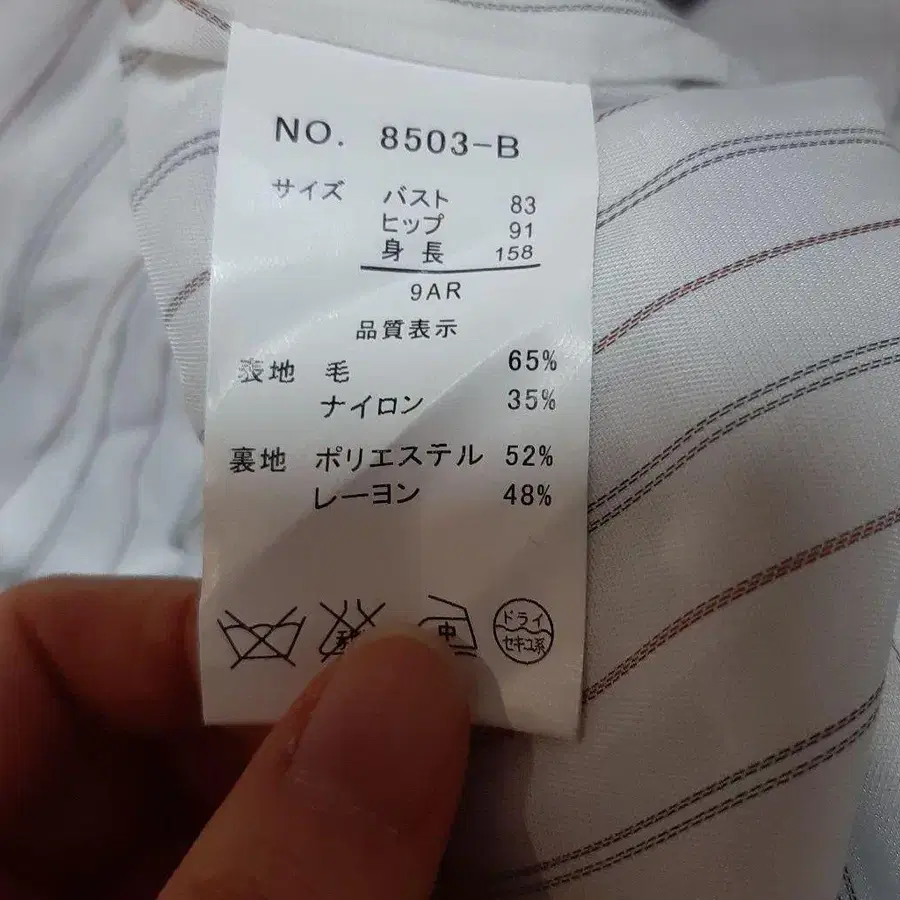 NO. 8503-B
サイズ バスト 83
ヒップ 91
身長 158
9AR
品質表示
表地 毛 65%
ナイロン 35%
裏地 ポリエステル 52%
レーヨン 48%
中
ドライ
セキユ系